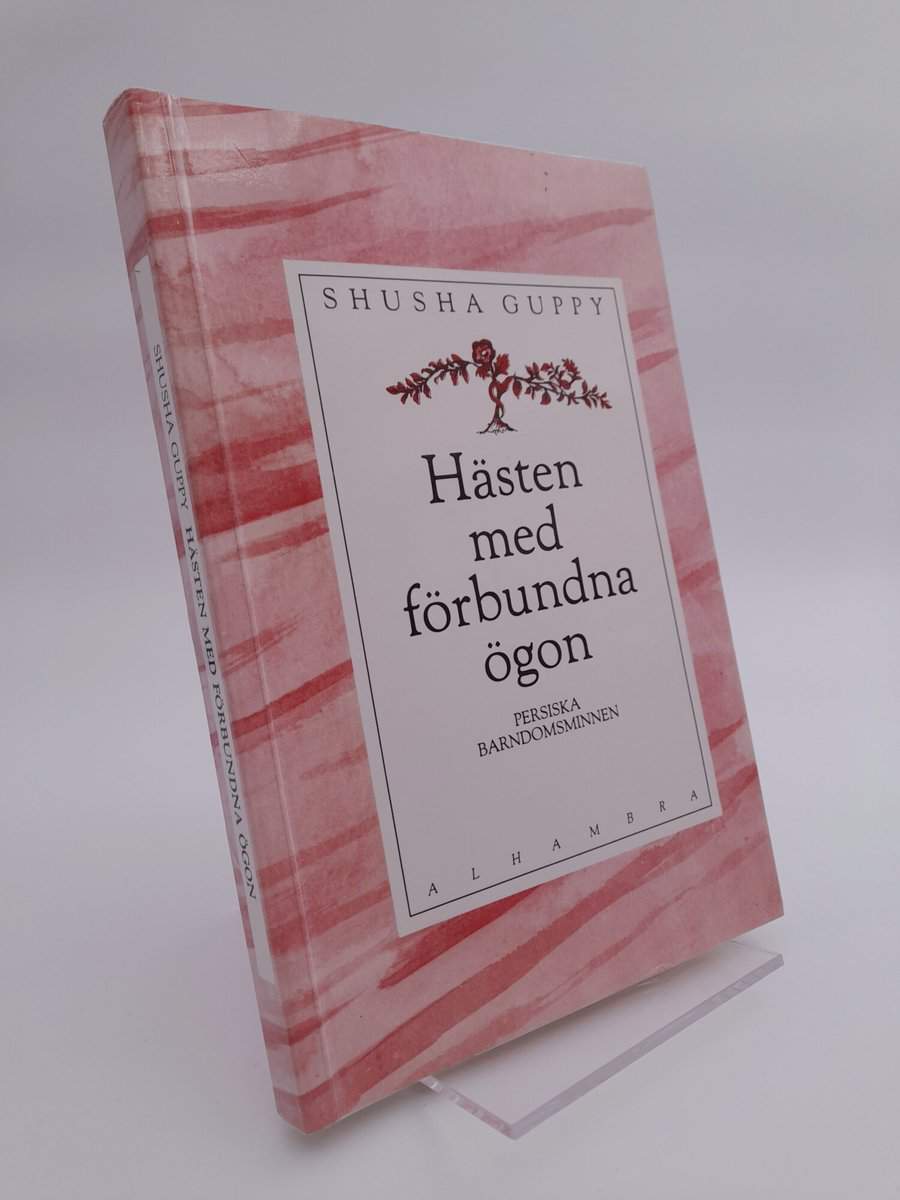 SHUSHA GUPPY
Hästen
med
förbundna
ögon
PERSISKA
BARNDOMSMINNEN
ALHAMBRA
SHUSHA GUPPY HÄSTEN MED FÖRBUNDNA ÖGON